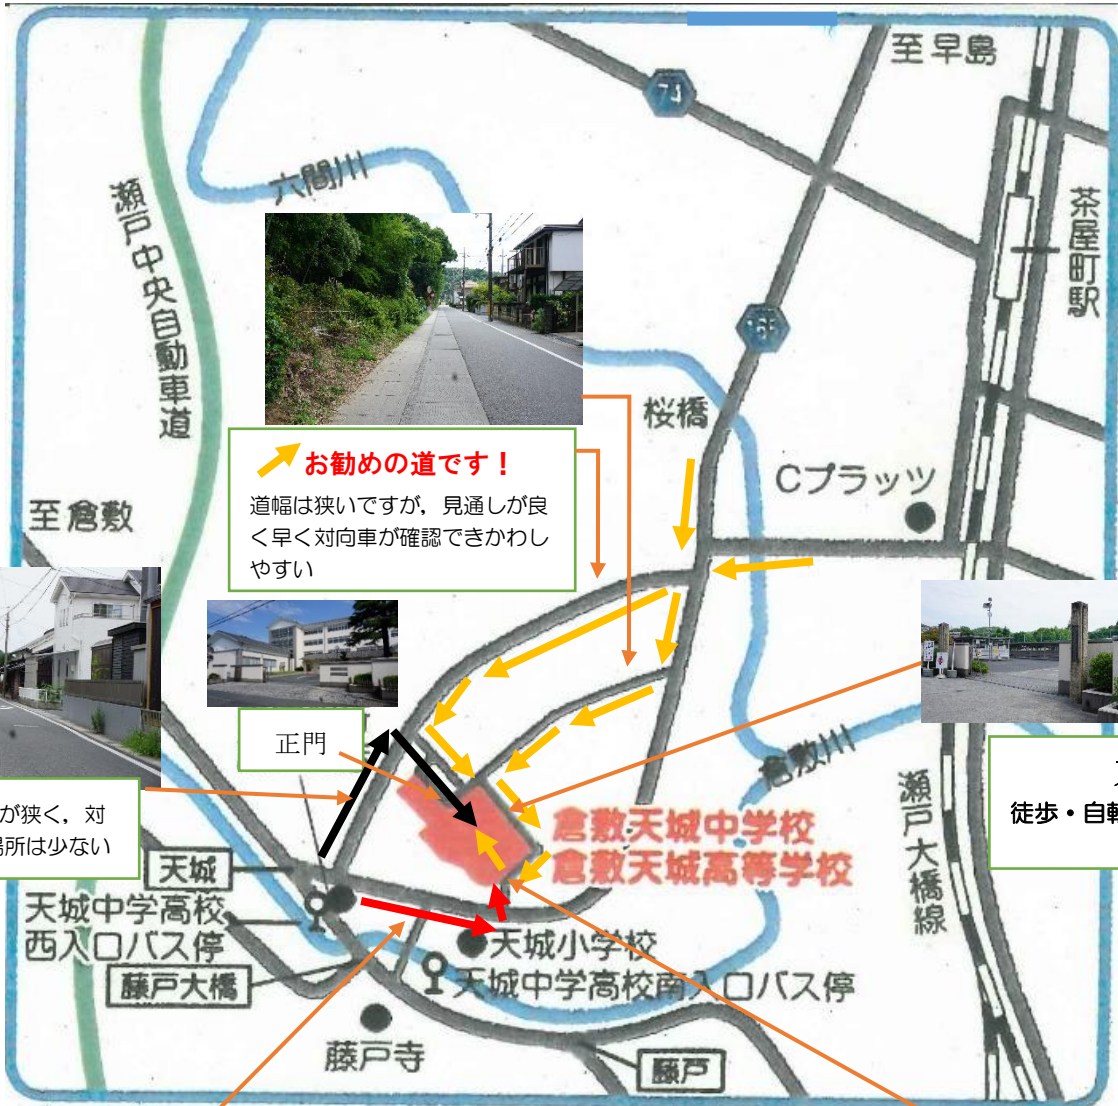 至早島
74
六間川
瀬戸中央自動車道
茶屋町駅
155
桜橋
Cプラッツ
お勧めの道です！
道幅は狭いですが，見通しが良
く早く対向車が確認できかわし
やすい
至倉敷
正門
倉敷川
が狭く，対
場所は少ない
徒歩・自転
瀬戸大橋線
倉敷天城中学校
倉敷天城高等学校
天城
天城中学高校
西入口バス停
天城小学校
藤戸大橋
天城中学高校南入口バス停
藤戸寺
藤戸